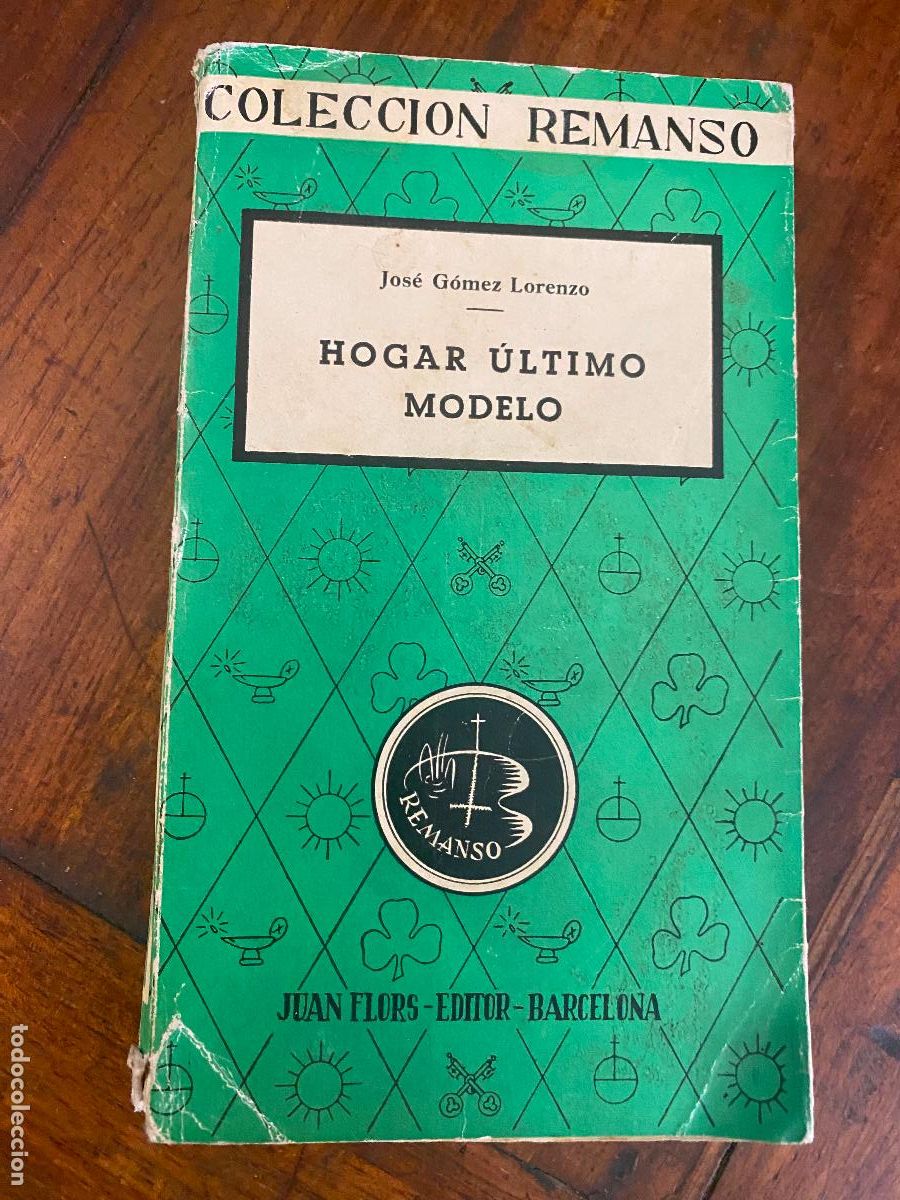 COLECCION REMANSO
José Gómez Lorenzo
HOGAR ÚLTIMO
MODELO
REMANSO
JUAN FLORS-EDITOR-BARCELONA
todocoleccion